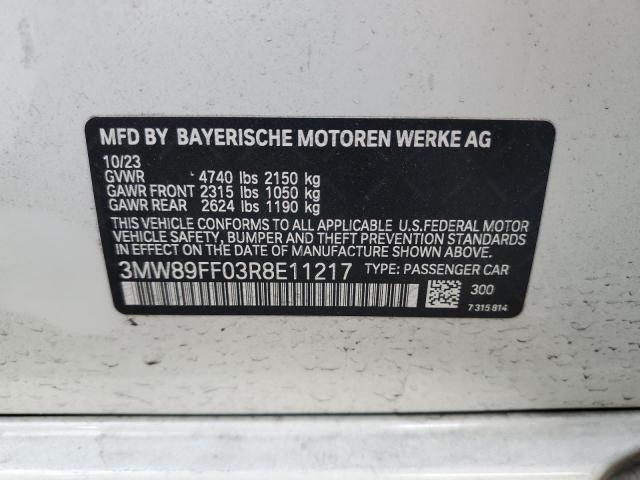 MFD BY BAYERISCHE MOTOREN WERKE AG
10/23
GVWR 4740 lbs 2150 kg
GAWR FRONT 2315 lbs 1050 kg
GAWR REAR 2624 lbs 1190 kg
THIS VEHICLE CONFORMS TO ALL APPLICABLE U.S.FEDERAL MOTOR
VEHICLE SAFETY, BUMPER AND THEFT PREVENTION STANDARDS
IN EFFECT ON THE DATE OF MANUFACTURE SHOWN ABOVE.
3MW89FF03R8E11217 TYPE: PASSENGER CAR
300
7 315 814